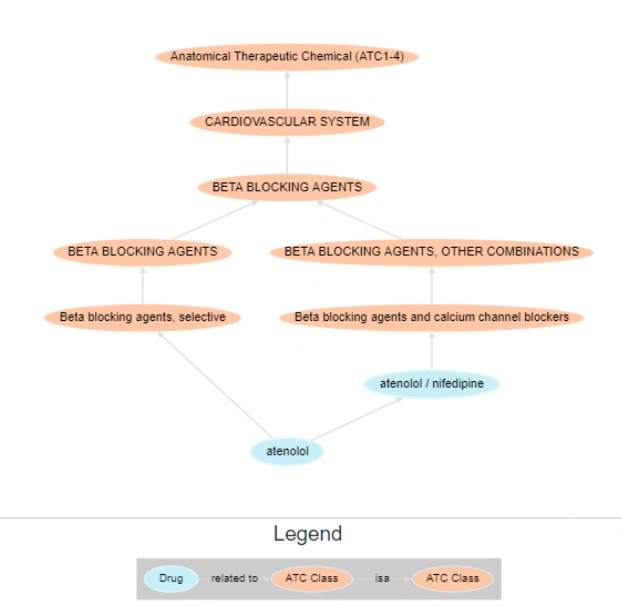 Anatomical Therapeutic Chemical (ATC1-4)
CARDIOVASCULAR SYSTEM
BETA BLOCKING AGENTS
BETA BLOCKING AGENTS
BETA BLOCKING AGENTS, OTHER COMBINATIONS
Beta blocking agents, selective
Beta blocking agents and calcium channel blockers
atenolol / nifedipine
atenolol
Legend
Drug related to ATC Class isa ATC Class